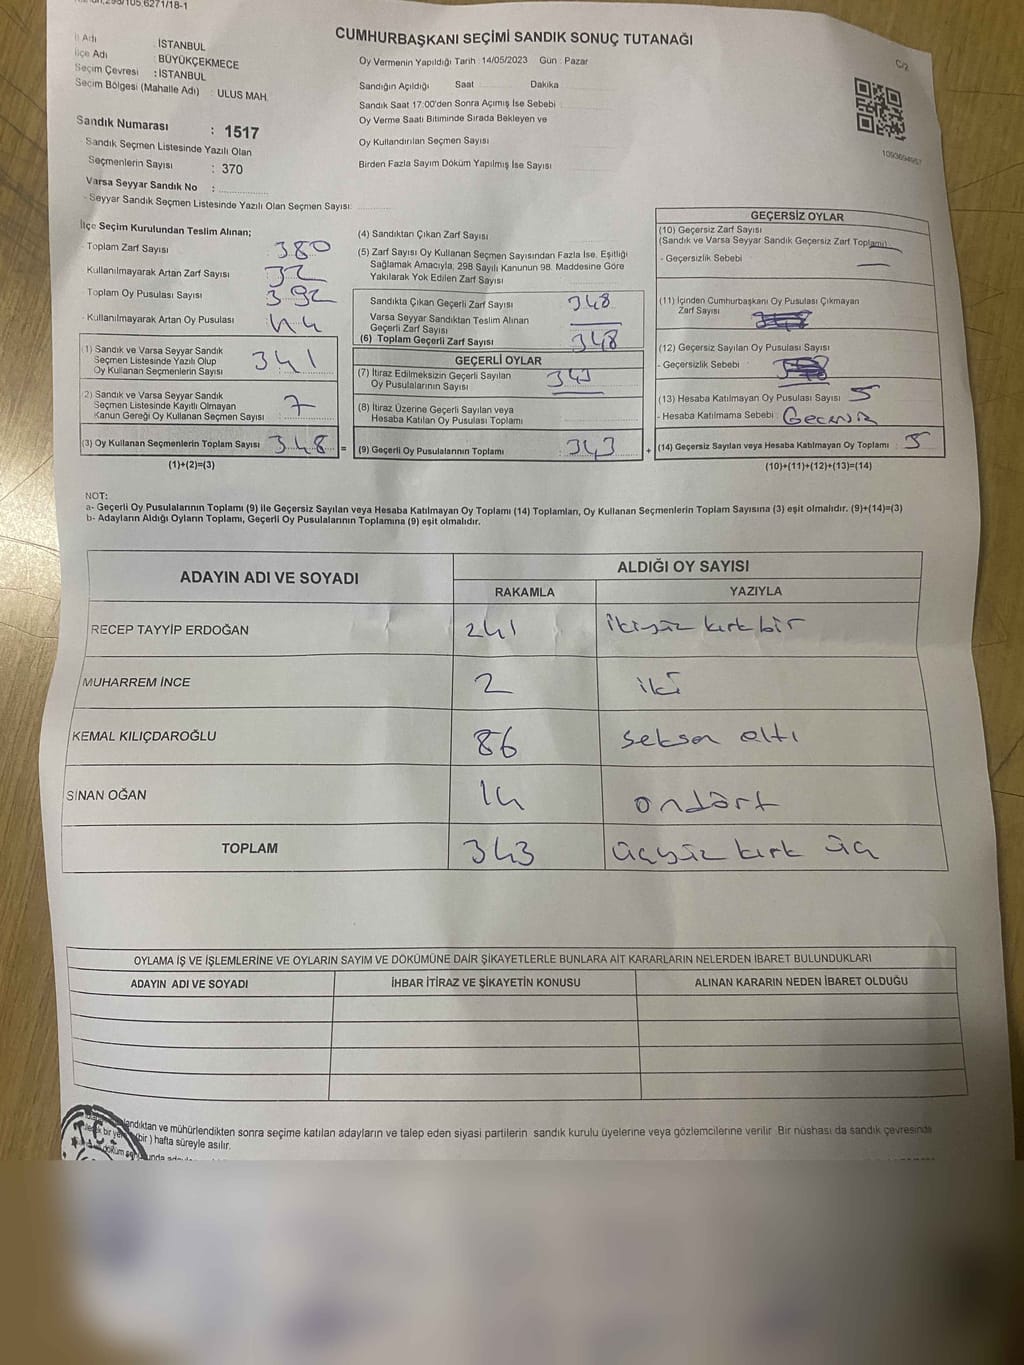 CUMHURBAŞKANI SEÇİMİ SANDIK SONUÇ TUTANAĞI
C/2
İl Adı : İSTANBUL
İlçe Adı : BÜYÜKÇEKMECE
Seçim Çevresi : İSTANBUL
Seçim Bölgesi (Mahalle Adı) : ULUS MAH.
Sandık Numarası : 1517
Sandık Seçmen Listesinde Yazılı Olan
Seçmenlerin Sayısı : 370
Varsa Seyyar Sandık No :
- Seyyar Sandık Seçmen Listesinde Yazılı Olan Seçmen Sayısı:
Oy Vermenin Yapıldığı Tarih : 14/05/2023 Gün : Pazar
Sandığın Açıldığı Saat Dakika
Sandık Saat 17:00'den Sonra Açımış İse Sebebi
Oy Verme Saati Bitiminde Sırada Bekleyen ve
Oy Kullandırılan Seçmen Sayısı
Birden Fazla Sayım Döküm Yapılmış İse Sayısı
1093694957
İlçe Seçim Kurulundan Teslim Alınan;
- Toplam Zarf Sayısı 380
Kullanılmayarak Artan Zarf Sayısı 32
Toplam Oy Pusulası Sayısı 392
- Kullanılmayarak Artan Oy Pusulası 44
(1) Sandık ve Varsa Seyyar Sandık
Seçmen Listesinde Yazılı Olup
Oy Kullanan Seçmenlerin Sayısı 341
2) Sandık ve Varsa Seyyar Sandık
Seçmen Listesinde Kayıtlı Olmayan
Kanun Gereği Oy Kullanan Seçmen Sayısı 7
(3) Oy Kullanan Seçmenlerin Toplam Sayısı 348 =
(1)+(2)=(3)
(4) Sandıktan Çıkan Zarf Sayısı
(5) Zarf Sayısı Oy Kullanan Seçmen Sayısından Fazla İse, Eşitliği
Sağlamak Amacıyla, 298 Sayılı Kanunun 98. Maddesine Göre
Yakılarak Yok Edilen Zarf Sayısı
Sandıkta Çıkan Geçerli Zarf Sayısı 348
Varsa Seyyar Sandıktan Teslim Alınan
Geçerli Zarf Sayısı
(6) Toplam Geçerli Zarf Sayısı 348
GEÇERLİ OYLAR
(7) İtiraz Edilmeksizin Geçerli Sayılan
Oy Pusulalarının Sayısı 343
(8) İtiraz Üzerine Geçerli Sayılan veya
Hesaba Katılan Oy Pusulası Toplamı
(9) Geçerli Oy Pusulalarının Toplamı 343 +
GEÇERSİZ OYLAR
(10) Geçersiz Zarf Sayısı
(Sandık ve Varsa Seyyar Sandık Geçersiz Zarf Toplamı)
- Geçersizlik Sebebi
(11) İçinden Cumhurbaşkanı Oy Pusulası Çıkmayan
Zarf Sayısı
(12) Geçersiz Sayılan Oy Pusulası Sayısı
- Geçersizlik Sebebi
(13) Hesaba Katılmayan Oy Pusulası Sayısı 5
- Hesaba Katılmama Sebebi Geçersiz
(14) Geçersiz Sayılan veya Hesaba Katılmayan Oy Toplamı 5
(10)+(11)+(12)+(13)=(14)
NOT:
a- Geçerli Oy Pusulalarının Toplamı (9) ile Geçersiz Sayılan veya Hesaba Katılmayan Oy Toplamı (14) Toplamları, Oy Kullanan Seçmenlerin Toplam Sayısına (3) eşit olmalıdır. (9)+(14)=(3)
b- Adayların Aldığı Oyların Toplamı, Geçerli Oy Pusulalarının Toplamına (9) eşit olmalıdır.
ADAYIN ADI VE SOYADI
ALDIĞI OY SAYISI
RAKAMLA YAZIYLA
RECEP TAYYİP ERDOĞAN 241 ikiyüz kırk bir
MUHARREM İNCE 2 iki
KEMAL KILIÇDAROĞLU 86 seksen altı
SİNAN OĞAN 14 ondört
TOPLAM 343 üçyüz kırk üç
OYLAMA İŞ VE İŞLEMLERİNE VE OYLARIN SAYIM VE DÖKÜMÜNE DAİR ŞİKAYETLERLE BUNLARA AİT KARARLARIN NELERDEN İBARET BULUNDUKLARI
ADAYIN ADI VE SOYADI İHBAR İTİRAZ VE ŞİKAYETİN KONUSU ALINAN KARARIN NEDEN İBARET OLDUĞU
andıktan ve mühürlendikten sonra seçime katılan adayların ve talep eden siyasi partilerin sandık kurulu üyelerine veya gözlemcilerine verilir. Bir nüshası da sandık çevresinde
bir ) hafta süreyle asılır.